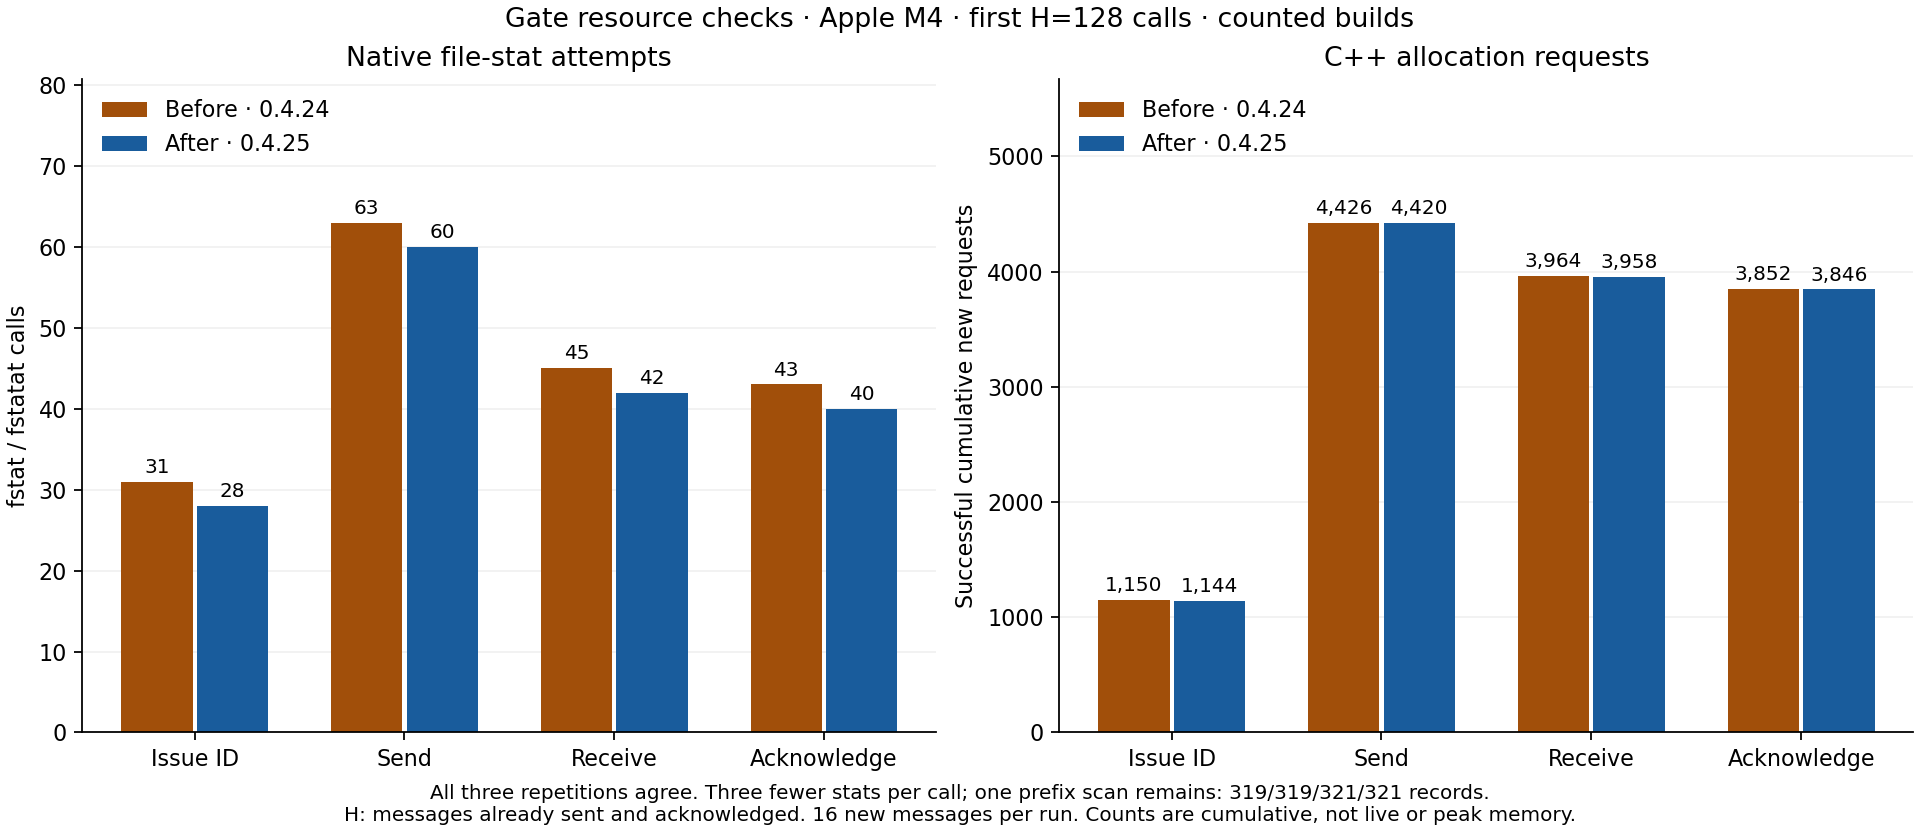 Gate resource checks · Apple M4 · first H=128 calls · counted builds
Native file-stat attempts
fstat / fstatat calls
80
70
60
50
40
30
20
10
0
Before · 0.4.24
After · 0.4.25
31
28
63
60
45
42
43
40
Issue ID
Send
Receive
Acknowledge
C++ allocation requests
Successful cumulative new requests
5000
4000
3000
2000
1000
0
Before · 0.4.24
After · 0.4.25
1,150
1,144
4,426
4,420
3,964
3,958
3,852
3,846
Issue ID
Send
Receive
Acknowledge
All three repetitions agree. Three fewer stats per call; one prefix scan remains: 319/319/321/321 records.
H: messages already sent and acknowledged. 16 new messages per run. Counts are cumulative, not live or peak memory.